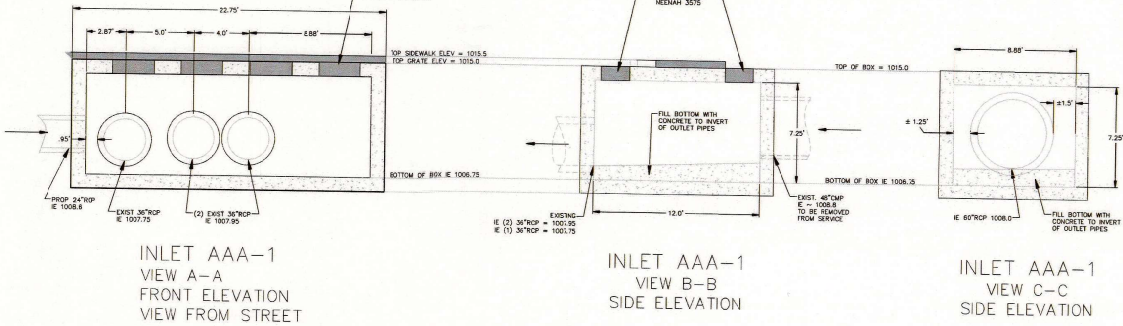 22.75'
2.87'
5.0'
4.0'
8.88'
.95'
PROP 24"RCP
IE 1008.6
EXIST 36"RCP
IE 1007.75
(2) EXIST 36"RCP
IE 1007.95
TOP SIDEWALK ELEV = 1015.5
TOP GRATE ELEV = 1015.0
BOTTOM OF BOX IE 1006.75
INLET AAA-1
VIEW A-A
FRONT ELEVATION
VIEW FROM STREET
NEENAH 3575
FILL BOTTOM WITH
CONCRETE TO INVERT
OF OUTLET PIPES
7.25'
12.0'
EXISTING
IE (2) 36"RCP = 1007.95
IE (1) 36"RCP = 1007.75
EXIST. 48"CMP
IE ~ 1008.8
TO BE REMOVED
FROM SERVICE
INLET AAA-1
VIEW B-B
SIDE ELEVATION
TOP OF BOX = 1015.0
BOTTOM OF BOX IE 1006.75
8.88'
±1.5'
± 1.25'
7.25'
IE 60"RCP 1008.0
FILL BOTTOM WITH
CONCRETE TO INVERT
OF OUTLET PIPES
INLET AAA-1
VIEW C-C
SIDE ELEVATION